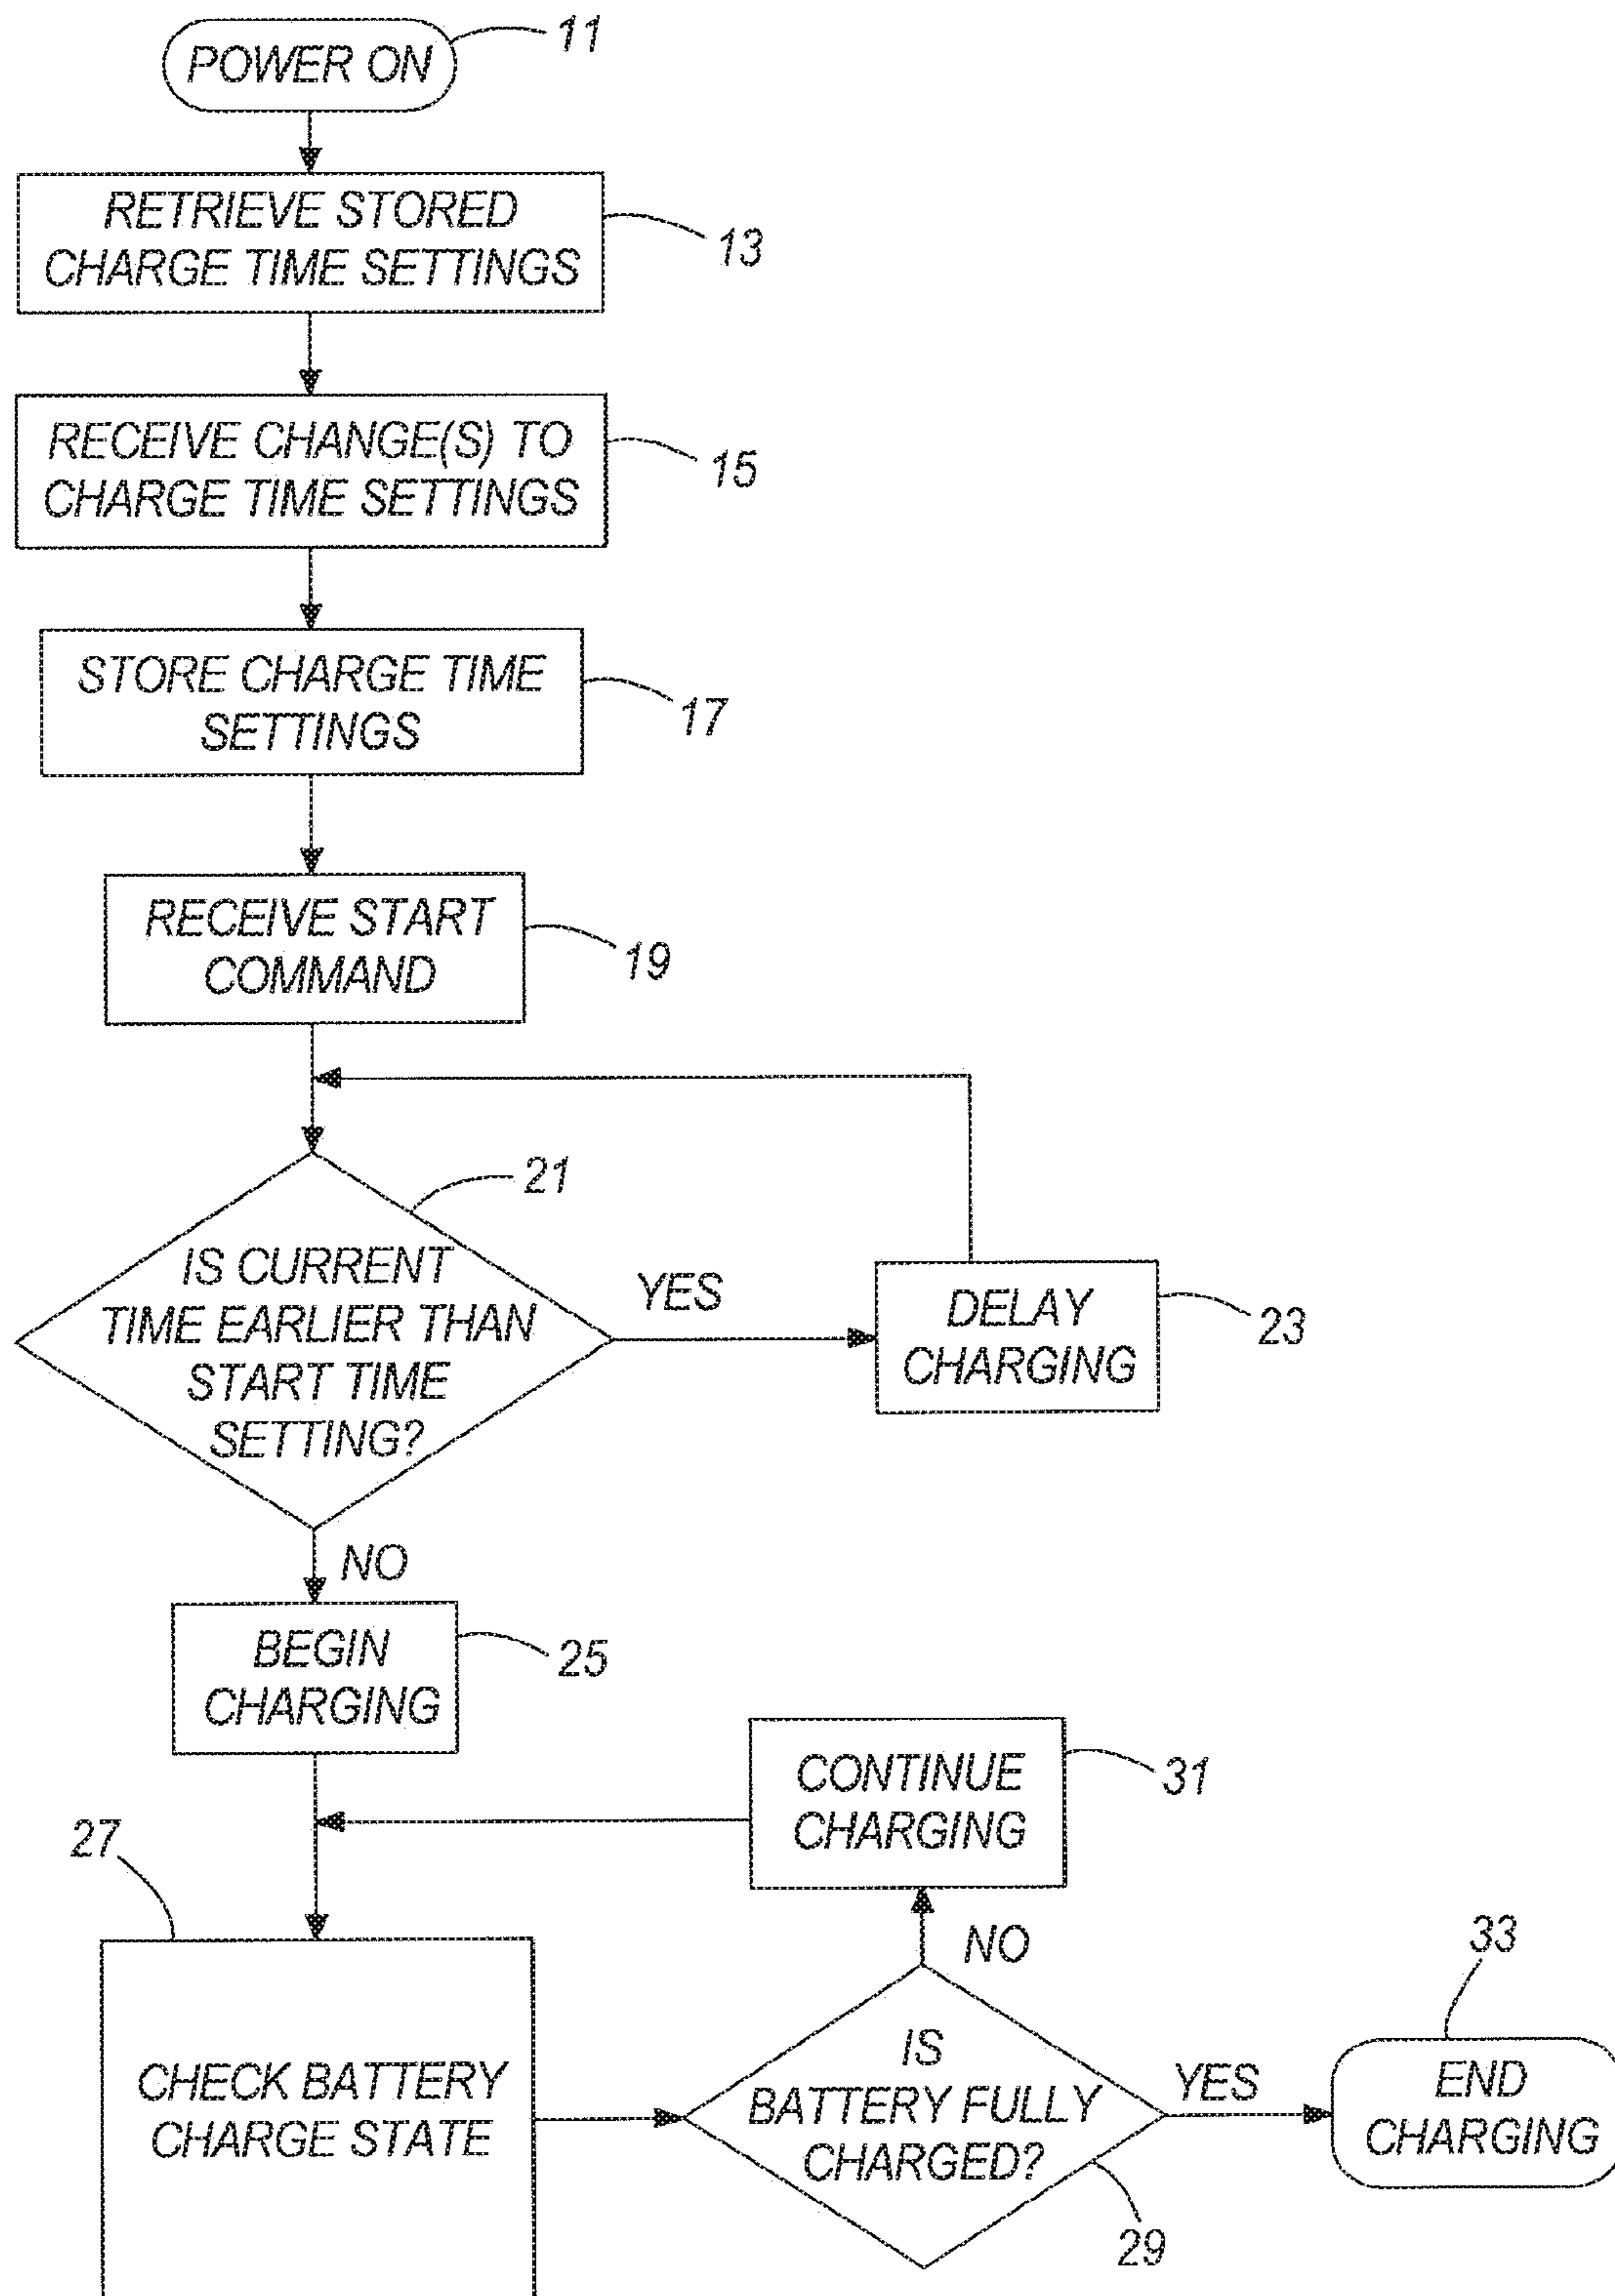 POWER ON
11
RETRIEVE STORED
CHARGE TIME SETTINGS
13
RECEIVE CHANGE(S) TO
CHARGE TIME SETTINGS
15
STORE CHARGE TIME
SETTINGS
17
RECEIVE START
COMMAND
19
21
IS CURRENT
TIME EARLIER THAN
START TIME
SETTING?
YES
DELAY
CHARGING
23
NO
BEGIN
CHARGING
25
CONTINUE
CHARGING
31
27
CHECK BATTERY
CHARGE STATE
NO
IS
BATTERY FULLY
CHARGED?
29
YES
33
END
CHARGING